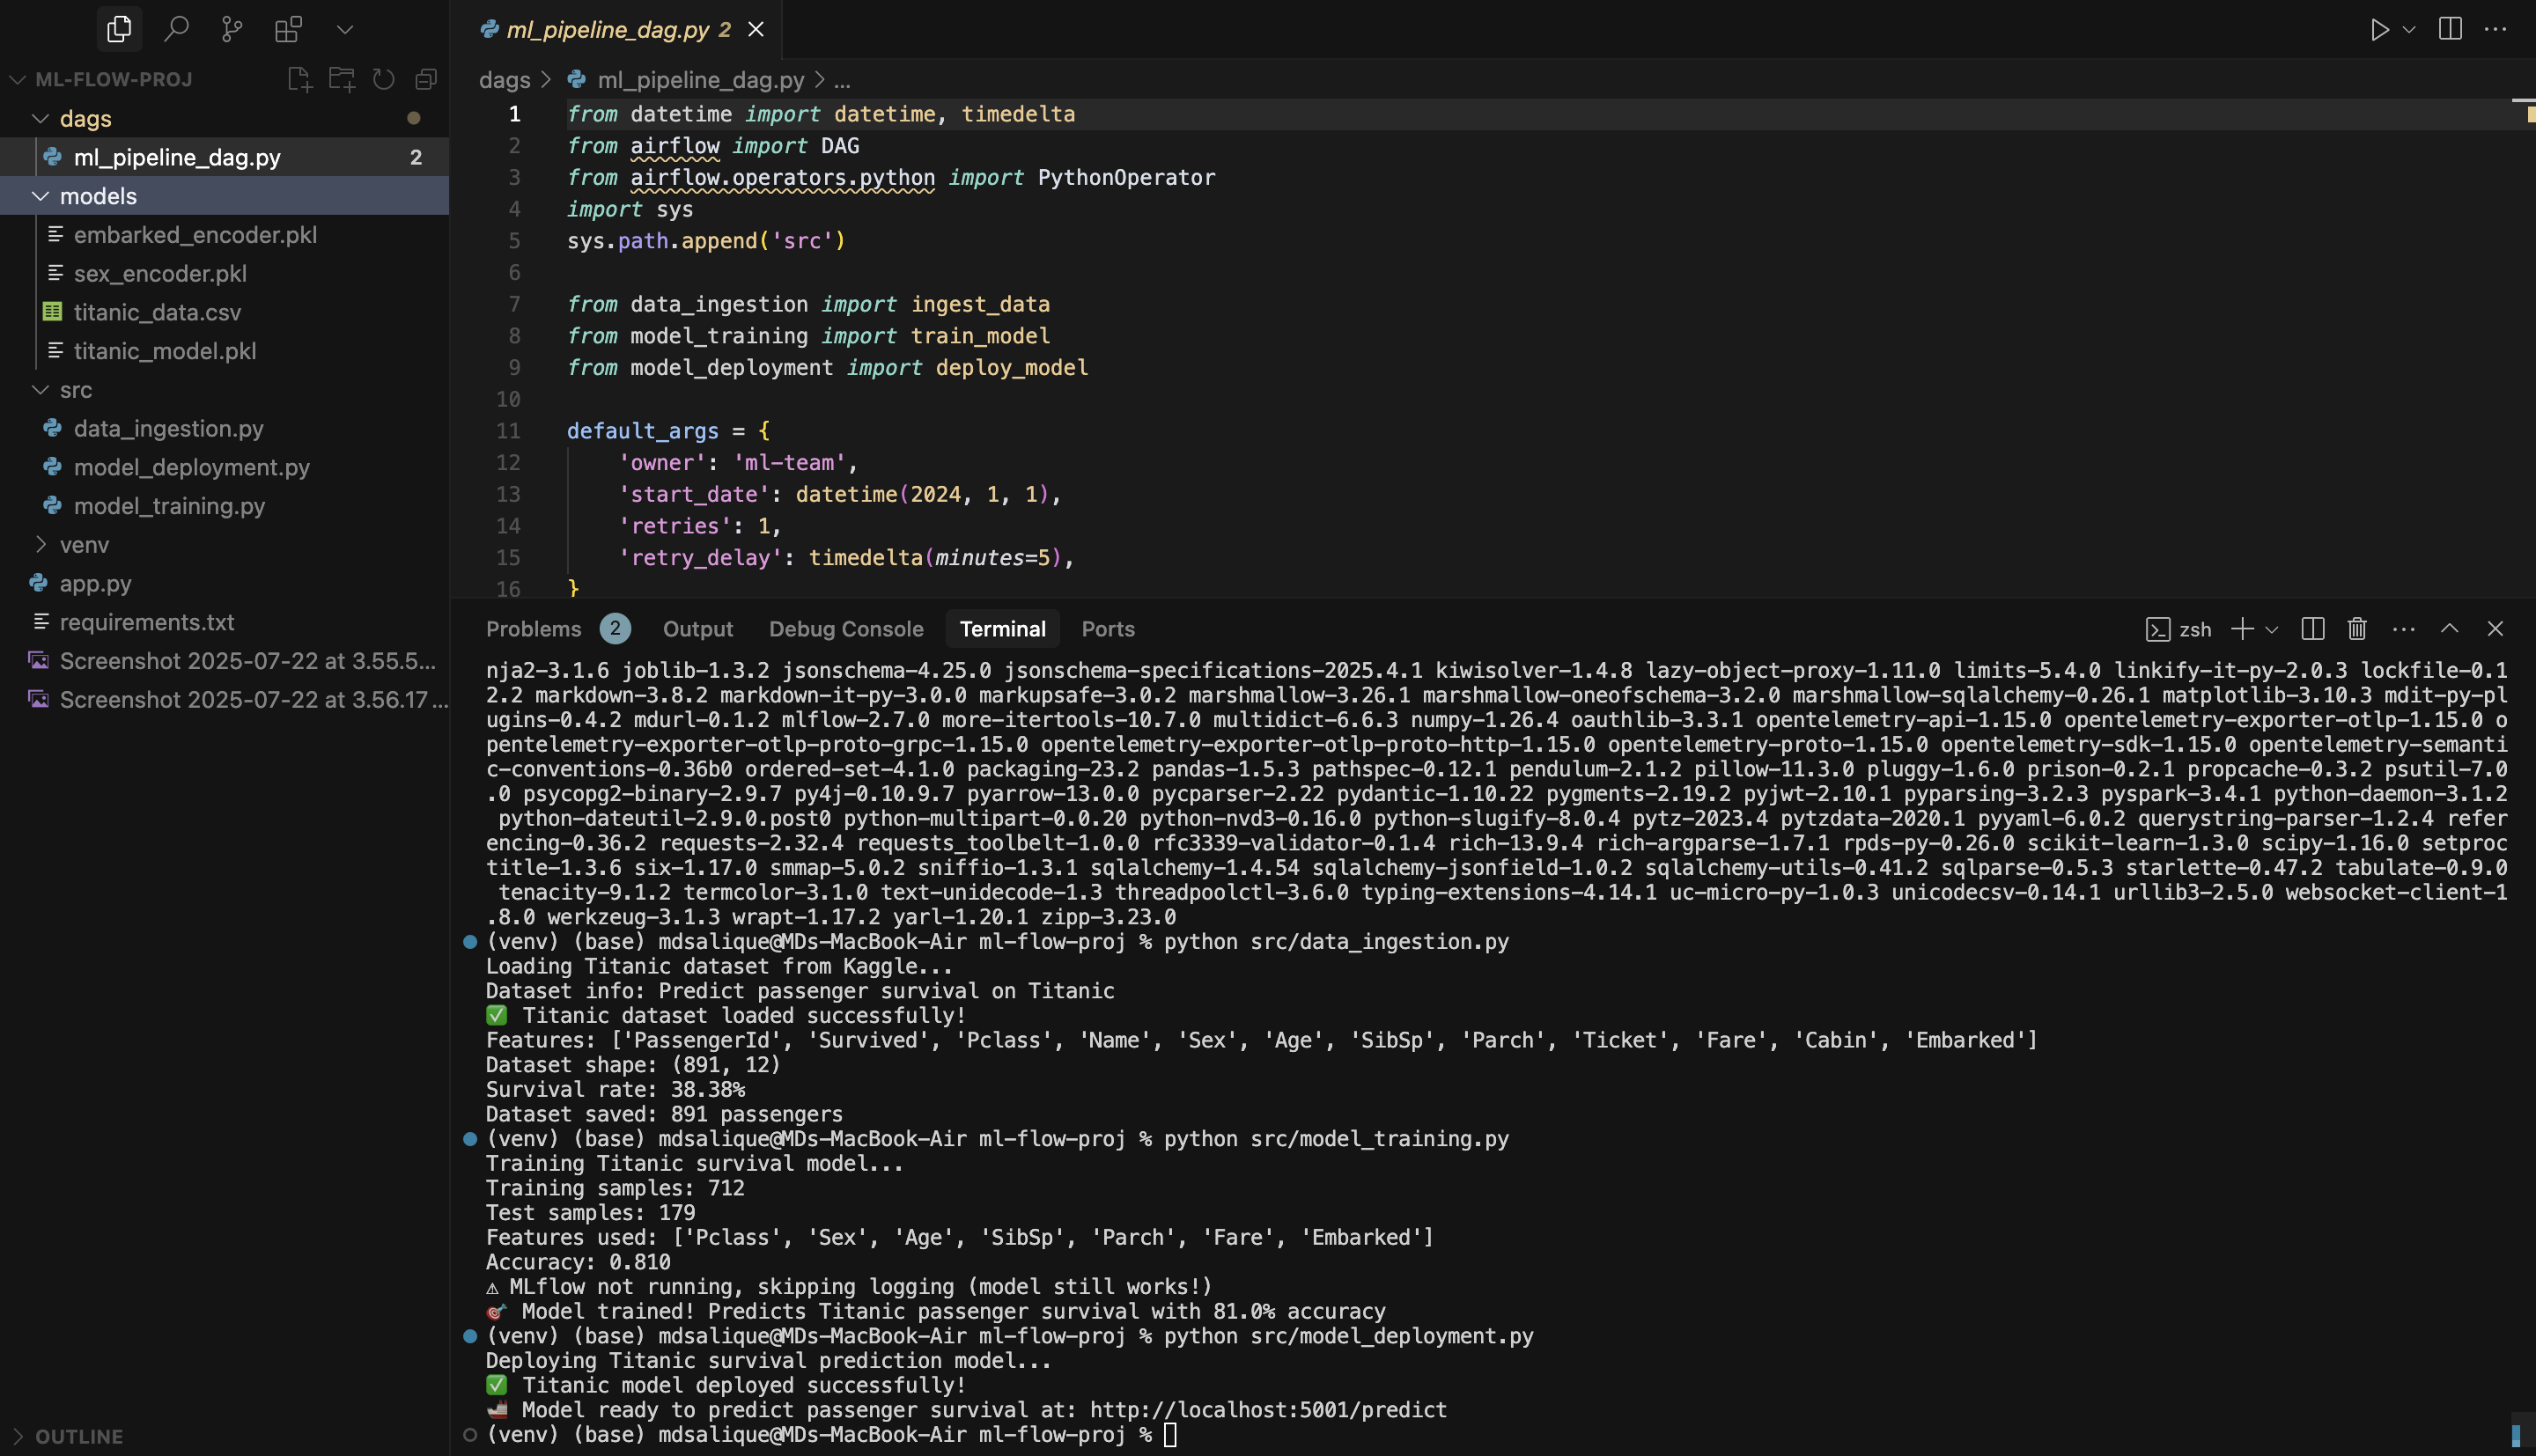 ML-FLOW-PROJ
dags
ml_pipeline_dag.py 2
models
embarked_encoder.pkl
sex_encoder.pkl
titanic_data.csv
titanic_model.pkl
src
data_ingestion.py
model_deployment.py
model_training.py
venv
app.py
requirements.txt
Screenshot 2025-07-22 at 3.55.5...
Screenshot 2025-07-22 at 3.56.17 ...
OUTLINE
ml_pipeline_dag.py 2
dags > ml_pipeline_dag.py > ...
1 from datetime import datetime, timedelta
2 from airflow import DAG
3 from airflow.operators.python import PythonOperator
4 import sys
5 sys.path.append('src')
6
7 from data_ingestion import ingest_data
8 from model_training import train_model
9 from model_deployment import deploy_model
10
11 default_args = {
12     'owner': 'ml-team',
13     'start_date': datetime(2024, 1, 1),
14     'retries': 1,
15     'retry_delay': timedelta(minutes=5),
16 }
Problems 2 Output Debug Console Terminal Ports zsh
nja2-3.1.6 joblib-1.3.2 jsonschema-4.25.0 jsonschema-specifications-2025.4.1 kiwisolver-1.4.8 lazy-object-proxy-1.11.0 limits-5.4.0 linkify-it-py-2.0.3 lockfile-0.1
2.2 markdown-3.8.2 markdown-it-py-3.0.0 markupsafe-3.0.2 marshmallow-3.26.1 marshmallow-oneofschema-3.2.0 marshmallow-sqlalchemy-0.26.1 matplotlib-3.10.3 mdit-py-pl
ugins-0.4.2 mdurl-0.1.2 mlflow-2.7.0 more-itertools-10.7.0 multidict-6.6.3 numpy-1.26.4 oauthlib-3.3.1 opentelemetry-api-1.15.0 opentelemetry-exporter-otlp-1.15.0 o
pentelemetry-exporter-otlp-proto-grpc-1.15.0 opentelemetry-exporter-otlp-proto-http-1.15.0 opentelemetry-proto-1.15.0 opentelemetry-sdk-1.15.0 opentelemetry-semanti
c-conventions-0.36b0 ordered-set-4.1.0 packaging-23.2 pandas-1.5.3 pathspec-0.12.1 pendulum-2.1.2 pillow-11.3.0 pluggy-1.6.0 prison-0.2.1 propcache-0.3.2 psutil-7.0
.0 psycopg2-binary-2.9.7 py4j-0.10.9.7 pyarrow-13.0.0 pycparser-2.22 pydantic-1.10.22 pygments-2.19.2 pyjwt-2.10.1 pyparsing-3.2.3 pyspark-3.4.1 python-daemon-3.1.2
python-dateutil-2.9.0.post0 python-multipart-0.0.20 python-nvd3-0.16.0 python-slugify-8.0.4 pytz-2023.4 pytzdata-2020.1 pyyaml-6.0.2 querystring-parser-1.2.4 refer
encing-0.36.2 requests-2.32.4 requests_toolbelt-1.0.0 rfc3339-validator-0.1.4 rich-13.9.4 rich-argparse-1.7.1 rpds-py-0.26.0 scikit-learn-1.3.0 scipy-1.16.0 setproc
title-1.3.6 six-1.17.0 smmap-5.0.2 sniffio-1.3.1 sqlalchemy-1.4.54 sqlalchemy-jsonfield-1.0.2 sqlalchemy-utils-0.41.2 sqlparse-0.5.3 starlette-0.47.2 tabulate-0.9.0
tenacity-9.1.2 termcolor-3.1.0 text-unidecode-1.3 threadpoolctl-3.6.0 typing-extensions-4.14.1 uc-micro-py-1.0.3 unicodecsv-0.14.1 urllib3-2.5.0 websocket-client-1
.8.0 werkzeug-3.1.3 wrapt-1.17.2 yarl-1.20.1 zipp-3.23.0
(venv) (base) mdsalique@MDs-MacBook-Air ml-flow-proj % python src/data_ingestion.py
Loading Titanic dataset from Kaggle...
Dataset info: Predict passenger survival on Titanic
✅ Titanic dataset loaded successfully!
Features: ['PassengerId', 'Survived', 'Pclass', 'Name', 'Sex', 'Age', 'SibSp', 'Parch', 'Ticket', 'Fare', 'Cabin', 'Embarked']
Dataset shape: (891, 12)
Survival rate: 38.38%
Dataset saved: 891 passengers
(venv) (base) mdsalique@MDs-MacBook-Air ml-flow-proj % python src/model_training.py
Training Titanic survival model...
Training samples: 712
Test samples: 179
Features used: ['Pclass', 'Sex', 'Age', 'SibSp', 'Parch', 'Fare', 'Embarked']
Accuracy: 0.810
⚠ MLflow not running, skipping logging (model still works!)
🎯 Model trained! Predicts Titanic passenger survival with 81.0% accuracy
(venv) (base) mdsalique@MDs-MacBook-Air ml-flow-proj % python src/model_deployment.py
Deploying Titanic survival prediction model...
✅ Titanic model deployed successfully!
🚢 Model ready to predict passenger survival at: http://localhost:5001/predict
(venv) (base) mdsalique@MDs-MacBook-Air ml-flow-proj %